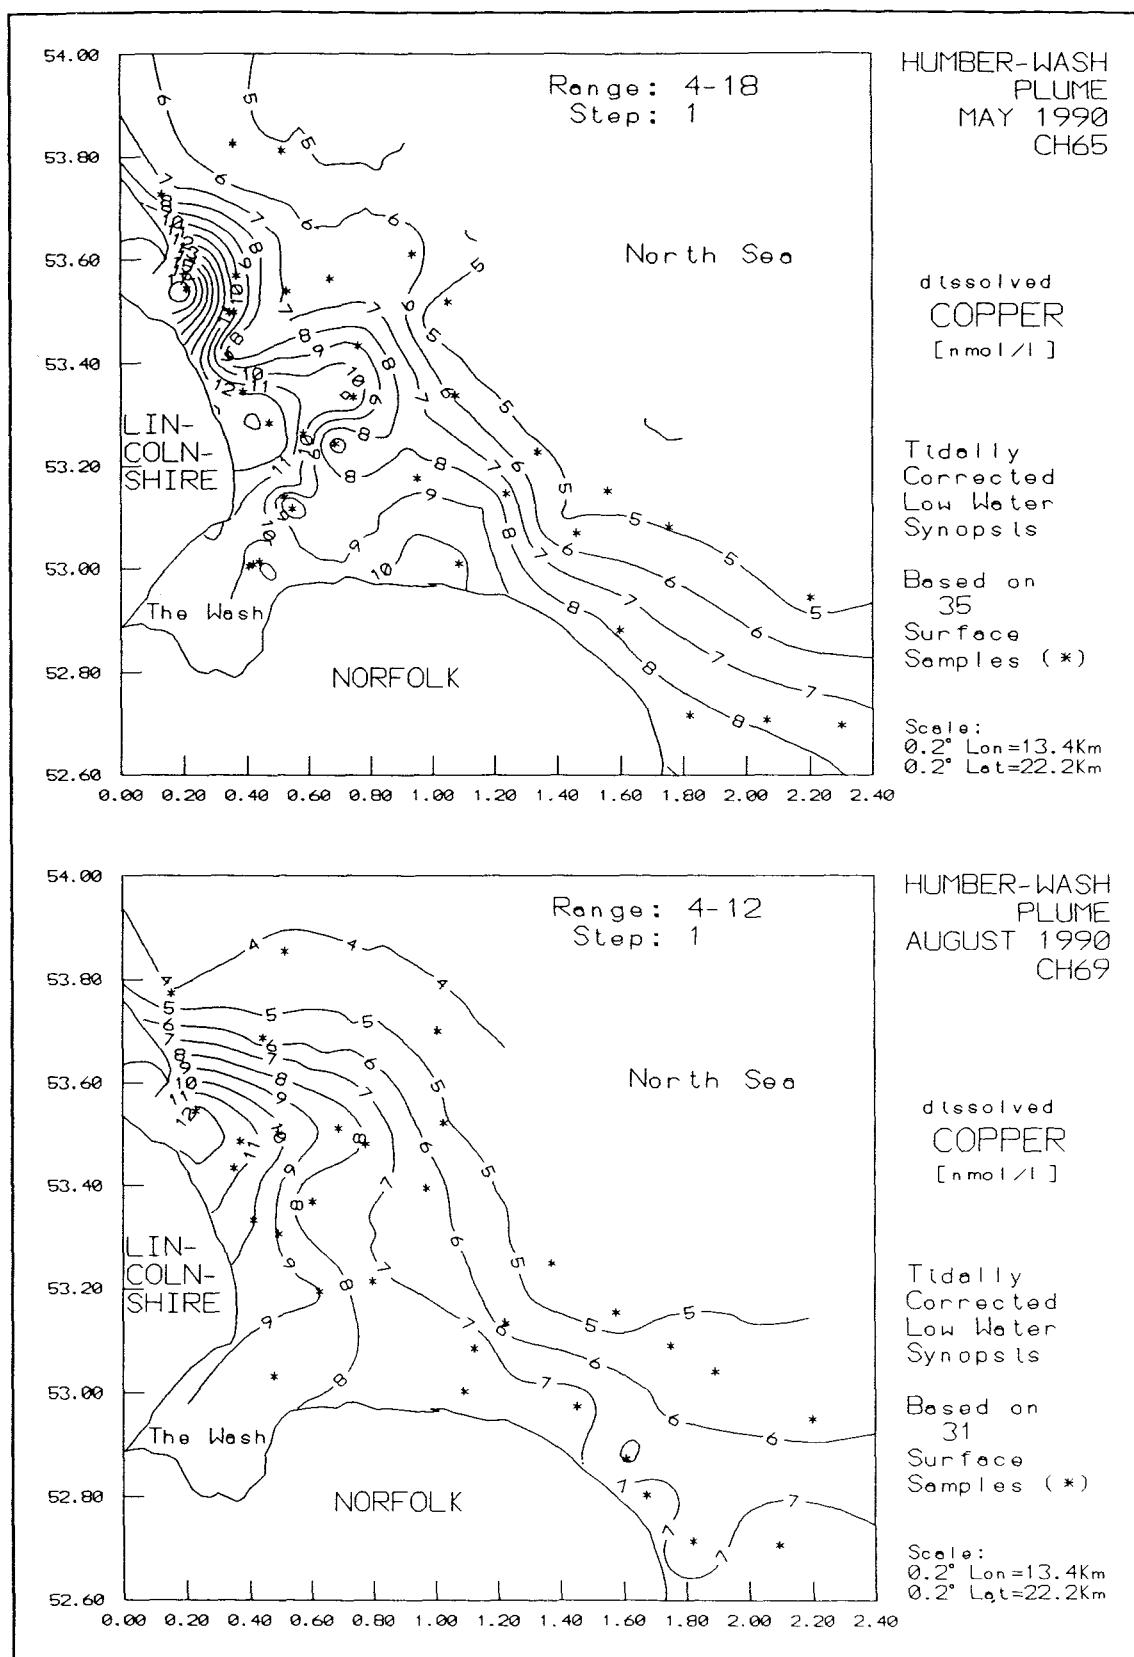 HUMBER-WASH
PLUME
MAY 1990
CH65
Range: 4-18
Step: 1
North Sea
dissolved
COPPER
[nmol/l]
LIN-
COLN-
SHIRE
Tidally
Corrected
Low Water
Synopsis
Based on
35
Surface
Samples (*)
The Wash
NORFOLK
Scale:
0.2° Lon=13.4Km
0.2° Lat=22.2Km
54.00
53.80
53.60
53.40
53.20
53.00
52.80
52.60
0.00 0.20 0.40 0.60 0.80 1.00 1.20 1.40 1.60 1.80 2.00 2.20 2.40
HUMBER-WASH
PLUME
AUGUST 1990
CH69
Range: 4-12
Step: 1
North Sea
dissolved
COPPER
[nmol/l]
LIN-
COLN-
SHIRE
Tidally
Corrected
Low Water
Synopsis
Based on
31
Surface
Samples (*)
The Wash
NORFOLK
Scale:
0.2° Lon=13.4Km
0.2° Lat=22.2Km
54.00
53.80
53.60
53.40
53.20
53.00
52.80
52.60
0.00 0.20 0.40 0.60 0.80 1.00 1.20 1.40 1.60 1.80 2.00 2.20 2.40